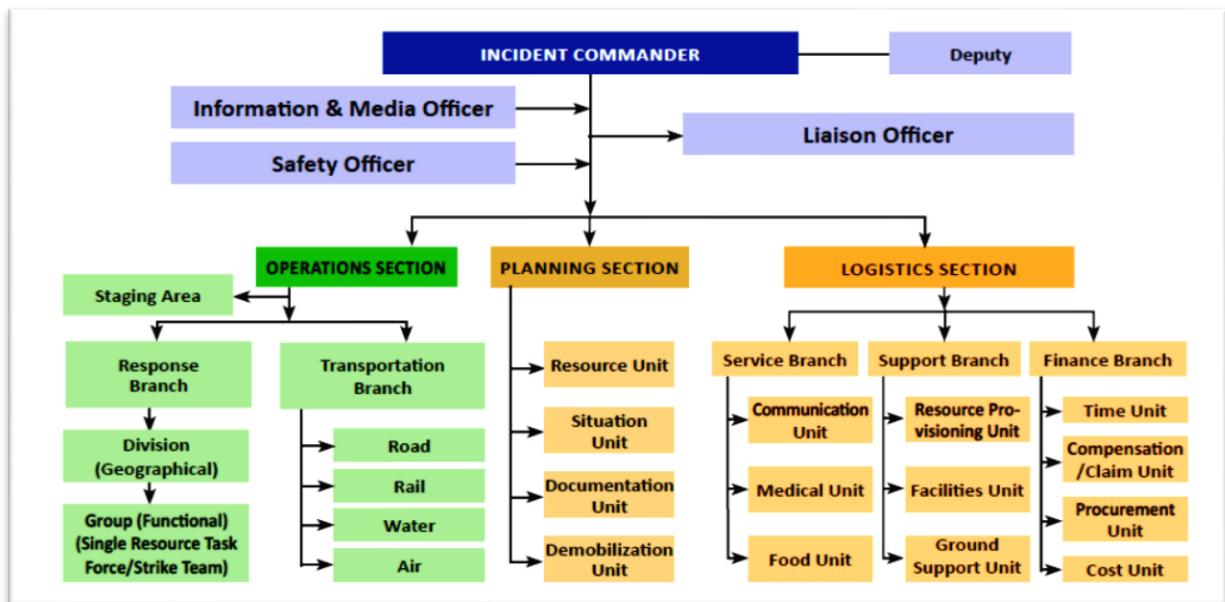 INCIDENT COMMANDER
Deputy
Information & Media Officer
Liaison Officer
Safety Officer
OPERATIONS SECTION
PLANNING SECTION
LOGISTICS SECTION
Staging Area
Response
Branch
Transportation
Branch
Division
(Geographical)
Group (Functional)
(Single Resource Task
Force/Strike Team)
Road
Rail
Water
Air
Resource Unit
Situation
Unit
Documentation
Unit
Demobilization
Unit
Service Branch
Communication
Unit
Medical Unit
Food Unit
Support Branch
Resource Pro-
visioning Unit
Facilities Unit
Ground
Support Unit
Finance Branch
Time Unit
Compensation
/Claim Unit
Procurement
Unit
Cost Unit